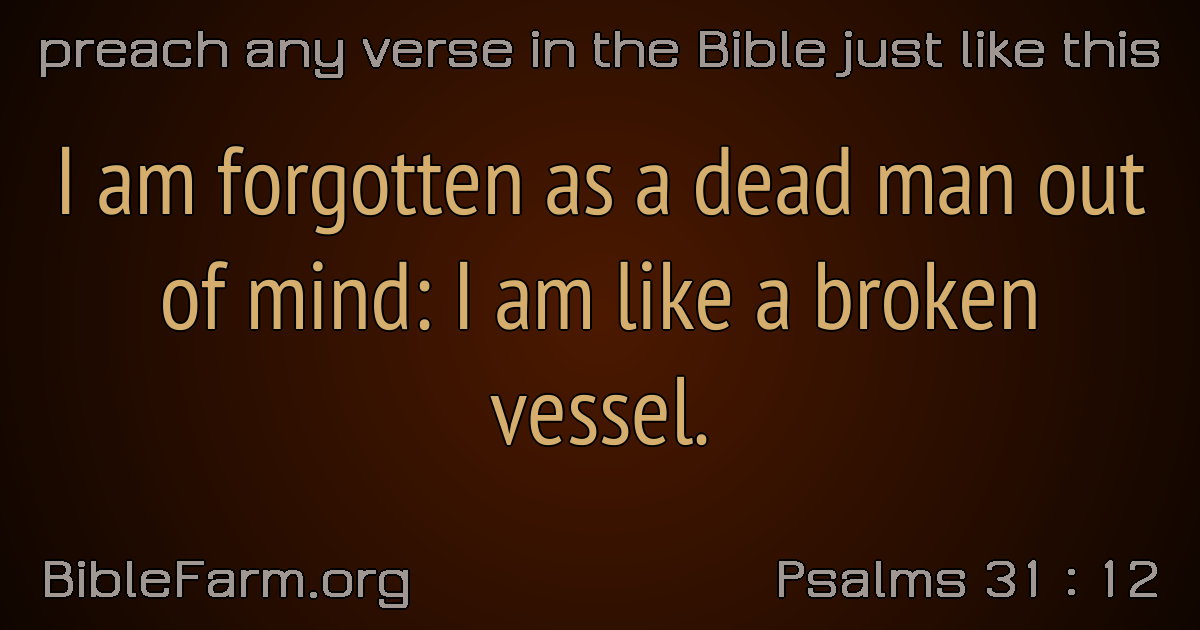 preach any verse in the Bible just like this
I am forgotten as a dead man out
of mind: I am like a broken
vessel.
BibleFarm.org
Psalms 31 : 12